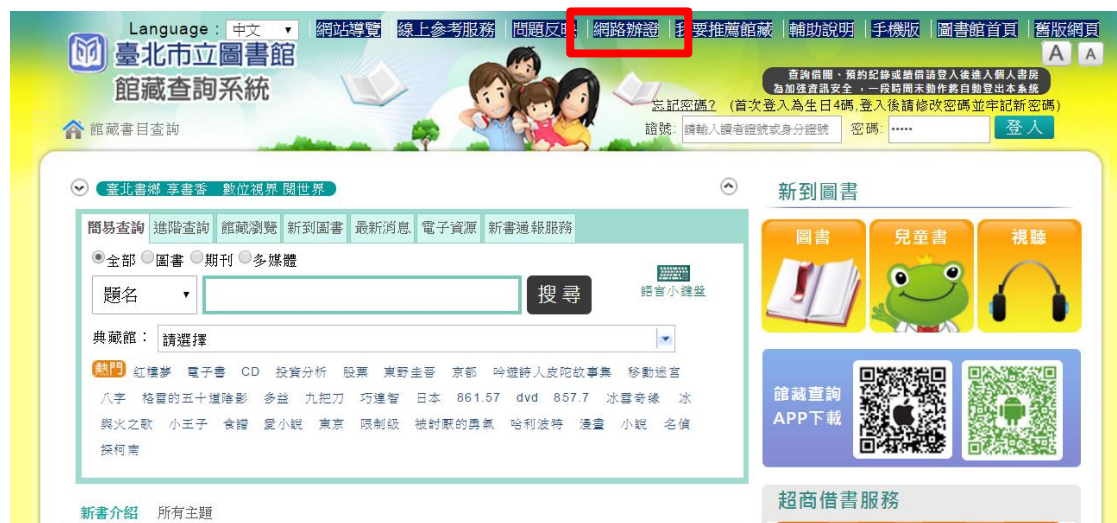 Language : 中文 | 網站導覽 | 線上參考服務 | 問題反映 | 網路辦證 | 我要推薦館藏 | 輔助說明 | 手機版 | 圖書館首頁 | 舊版網頁
臺北市立圖書館
館藏查詢系統
A A
查詢借閱、預約紀錄或續借請登入後進入個人書房
為加強資訊安全，一段時間未動作將自動登出本系統
忘記密碼? (首次登入為生日4碼,登入後請修改密碼並牢記新密碼)
館藏書目查詢
證號: 請輸入讀者證號或身分證號 密碼: ••••• 登入
臺北書鄉 享書香 數位視界 閱世界
新到圖書
簡易查詢 進階查詢 館藏瀏覽 新到圖書 最新消息 電子資源 新書通報服務
圖書 兒童書 視聽
全部 圖書 期刊 多媒體
題名 搜尋 語言小鍵盤
典藏館： 請選擇
熱門 紅樓夢 電子書 CD 投資分析 股票 東野圭吾 京都 吟遊詩人皮陀故事集 移動迷宮
八字 格雷的五十道陰影 多益 九把刀 巧連智 日本 861.57 dvd 857.7 冰雪奇緣 冰
與火之歌 小王子 食譜 愛小說 東京 限制級 被討厭的勇氣 哈利波特 漫畫 小說 名偵
探柯南
館藏查詢
APP下載
新書介紹 所有主題
超商借書服務